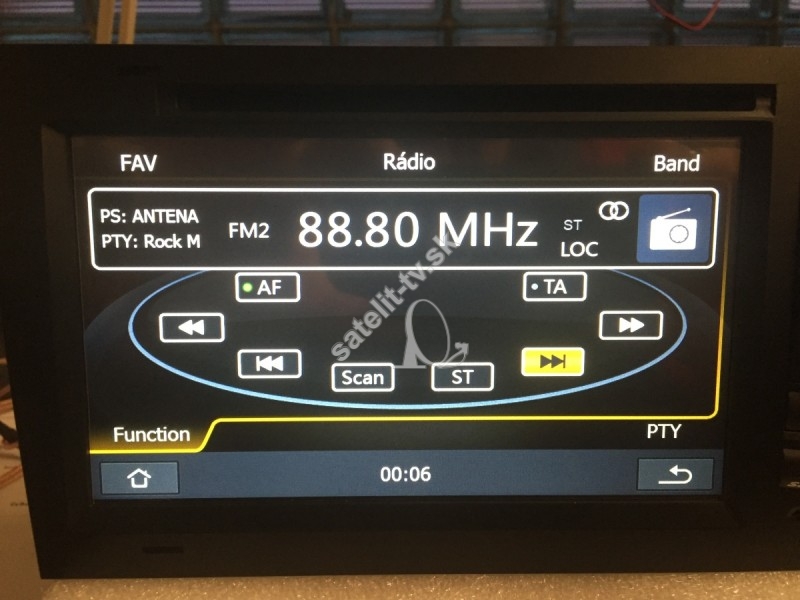 FAV Rádio Band
PS: ANTENA
PTY: Rock M
FM2 88.80 MHz
ST
LOC
AF TA
Scan ST
Function PTY
00:06
satelit-tv.sk